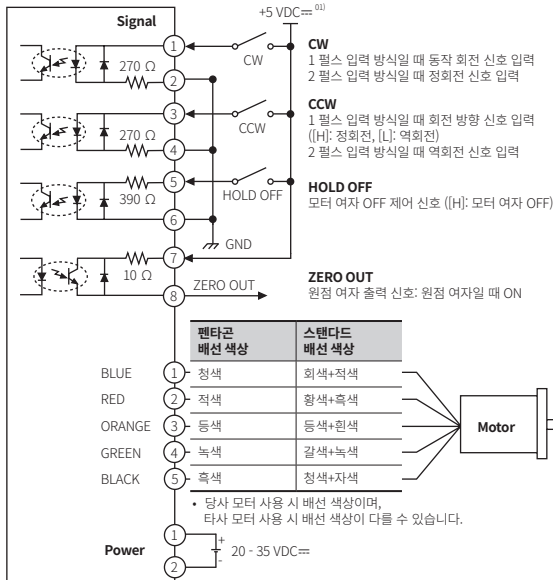 Signal
+5 VDC⎓ 01)
1
CW
270 Ω
2
CW
1 펄스 입력 방식일 때 동작 회전 신호 입력
2 펄스 입력 방식일 때 정회전 신호 입력
3
CCW
270 Ω
4
CCW
1 펄스 입력 방식일 때 회전 방향 신호 입력
([H]: 정회전, [L]: 역회전)
2 펄스 입력 방식일 때 역회전 신호 입력
5
HOLD OFF
390 Ω
6
HOLD OFF
모터 여자 OFF 제어 신호 ([H]: 모터 여자 OFF)
GND
7
10 Ω
8
ZERO OUT
ZERO OUT
원점 여자 출력 신호: 원점 여자일 때 ON
펜타곤 스탠다드
배선 색상 배선 색상
BLUE 1 청색 회색+적색
RED 2 적색 황색+흑색
ORANGE 3 등색 등색+흰색
GREEN 4 녹색 갈색+녹색
BLACK 5 흑색 청색+자색
Motor
• 당사 모터 사용 시 배선 색상이며,
타사 모터 사용 시 배선 색상이 다를 수 있습니다.
Power
1
+
20 - 35 VDC⎓
-
2